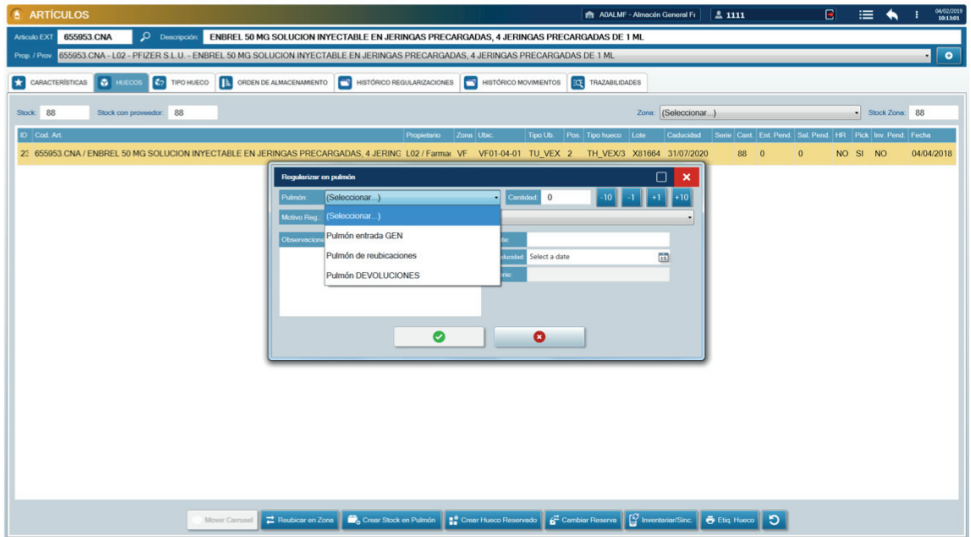 ARTÍCULOS
ADALMF - Almacén General Fi
1111
04/02/2019
10:13:01
Artículo EXT 655953.CNA Descripción: ENBREL 50 MG SOLUCION INYECTABLE EN JERINGAS PRECARGADAS, 4 JERINGAS PRECARGADAS DE 1 ML
Prop. / Prov. 655953.CNA - L02 - PFIZER S.L.U. - ENBREL 50 MG SOLUCION INYECTABLE EN JERINGAS PRECARGADAS, 4 JERINGAS PRECARGADAS DE 1 ML
CARACTERÍSTICAS HUECOS TIPO HUECO ORDEN DE ALMACENAMIENTO HISTÓRICO REGULARIZACIONES HISTÓRICO MOVIMENTOS TRAZABILIDADES
Stock: 88 Stock con proveedor: 88 Zona: (Seleccionar...) Stock Zona: 88
ID Cod. Art. Propietario Zona Ubic. Tipo Ub. Pos. Tipo hueco Lote Caducidad Serie Cant. Ent. Pend. Sal. Pend. HR Pick Inv. Pend. Fecha
655953.CNA / ENBREL 50 MG SOLUCION INYECTABLE EN JERINGAS PRECARGADAS, 4 JERING L02 / Farmac VF VF01-04-01 TU_VEX 2 TH_VEX/3 X81664 31/07/2020 88 0 0 NO SI NO 04/04/2018
Regularizar en pulmón
Pulmón: (Seleccionar...) Cantidad: 0 -10 -1 +1 +10
Motivo Reg.: (Seleccionar...)
Pulmón entrada GEN
Observacione
Pulmón de reubicaciones
Select a date
15
Pulmón DEVOLUCIONES
Mover Carrusel Reubicar en Zona Crear Stock en Pulmón Crear Hueco Reservado Cambiar Reserva Inventariar/Sinc. Etiq. Hueco